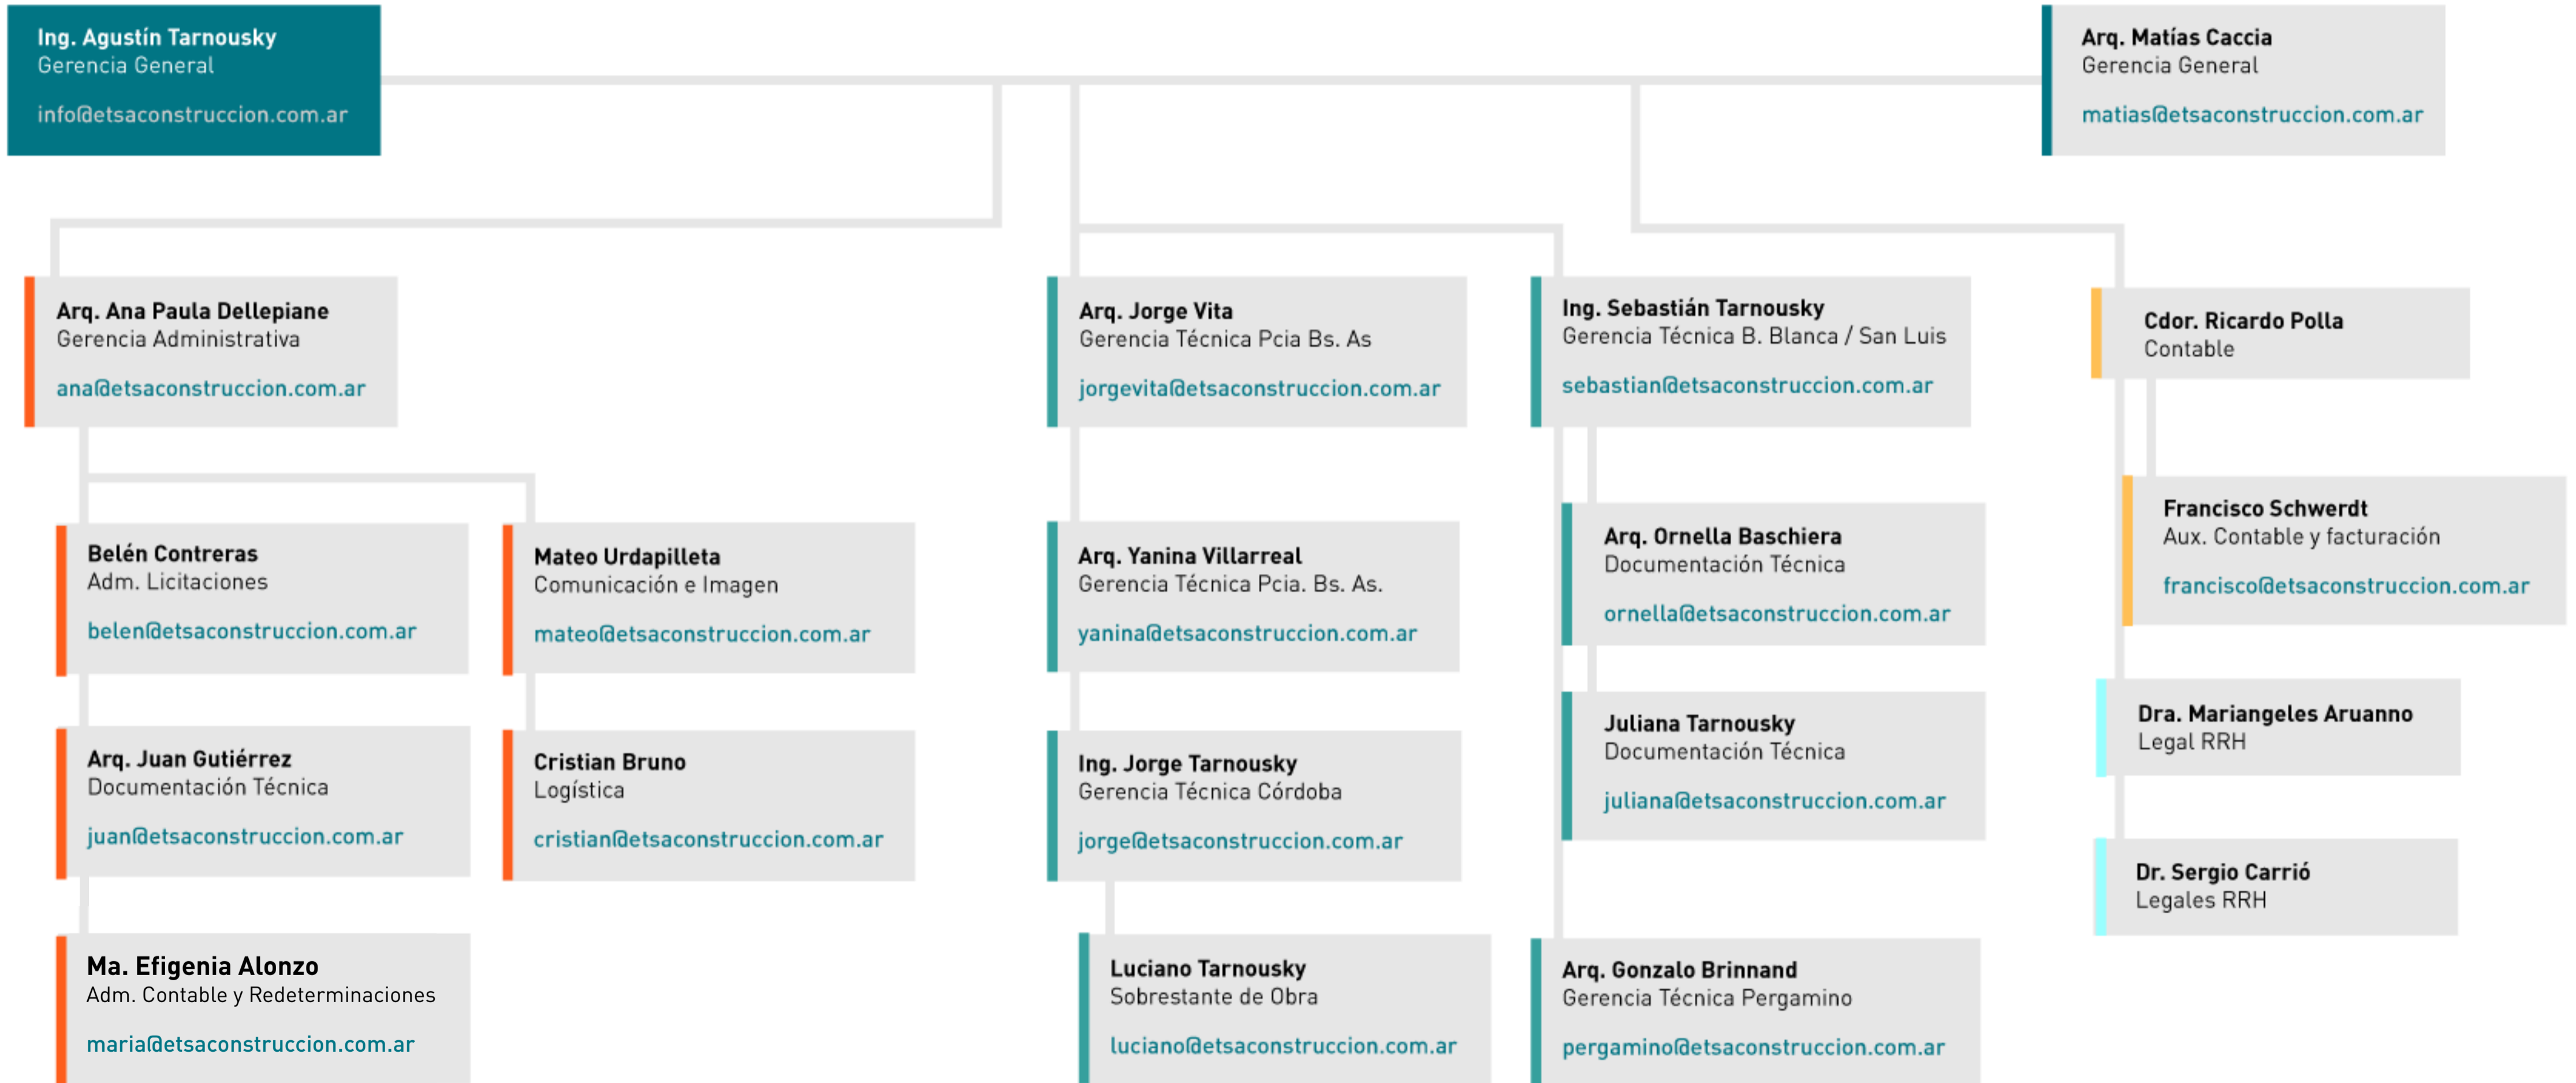 Ing. Agustín Tarnousky
Gerencia General
info@etsaconstruccion.com.ar
Arq. Matías Caccia
Gerencia General
matias@etsaconstruccion.com.ar
Arq. Ana Paula Dellepiane
Gerencia Administrativa
ana@etsaconstruccion.com.ar
Arq. Jorge Vita
Gerencia Técnica Pcia Bs. As
jorgevita@etsaconstruccion.com.ar
Ing. Sebastián Tarnousky
Gerencia Técnica B. Blanca / San Luis
sebastian@etsaconstruccion.com.ar
Cdor. Ricardo Polla
Contable
Belén Contreras
Adm. Licitaciones
belen@etsaconstruccion.com.ar
Mateo Urdapilleta
Comunicación e Imagen
mateo@etsaconstruccion.com.ar
Arq. Yanina Villarreal
Gerencia Técnica Pcia. Bs. As.
yanina@etsaconstruccion.com.ar
Arq. Ornella Baschiera
Documentación Técnica
ornella@etsaconstruccion.com.ar
Francisco Schwerdt
Aux. Contable y facturación
francisco@etsaconstruccion.com.ar
Arq. Juan Gutiérrez
Documentación Técnica
juan@etsaconstruccion.com.ar
Cristian Bruno
Logística
cristian@etsaconstruccion.com.ar
Ing. Jorge Tarnousky
Gerencia Técnica Córdoba
jorge@etsaconstruccion.com.ar
Juliana Tarnousky
Documentación Técnica
juliana@etsaconstruccion.com.ar
Dra. Mariangeles Aruanno
Legal RRH
Dr. Sergio Carrió
Legales RRH
Ma. Efigenia Alonzo
Adm. Contable y Redeterminaciones
maria@etsaconstruccion.com.ar
Luciano Tarnousky
Sobrestante de Obra
luciano@etsaconstruccion.com.ar
Arq. Gonzalo Brinnand
Gerencia Técnica Pergamino
pergamino@etsaconstruccion.com.ar